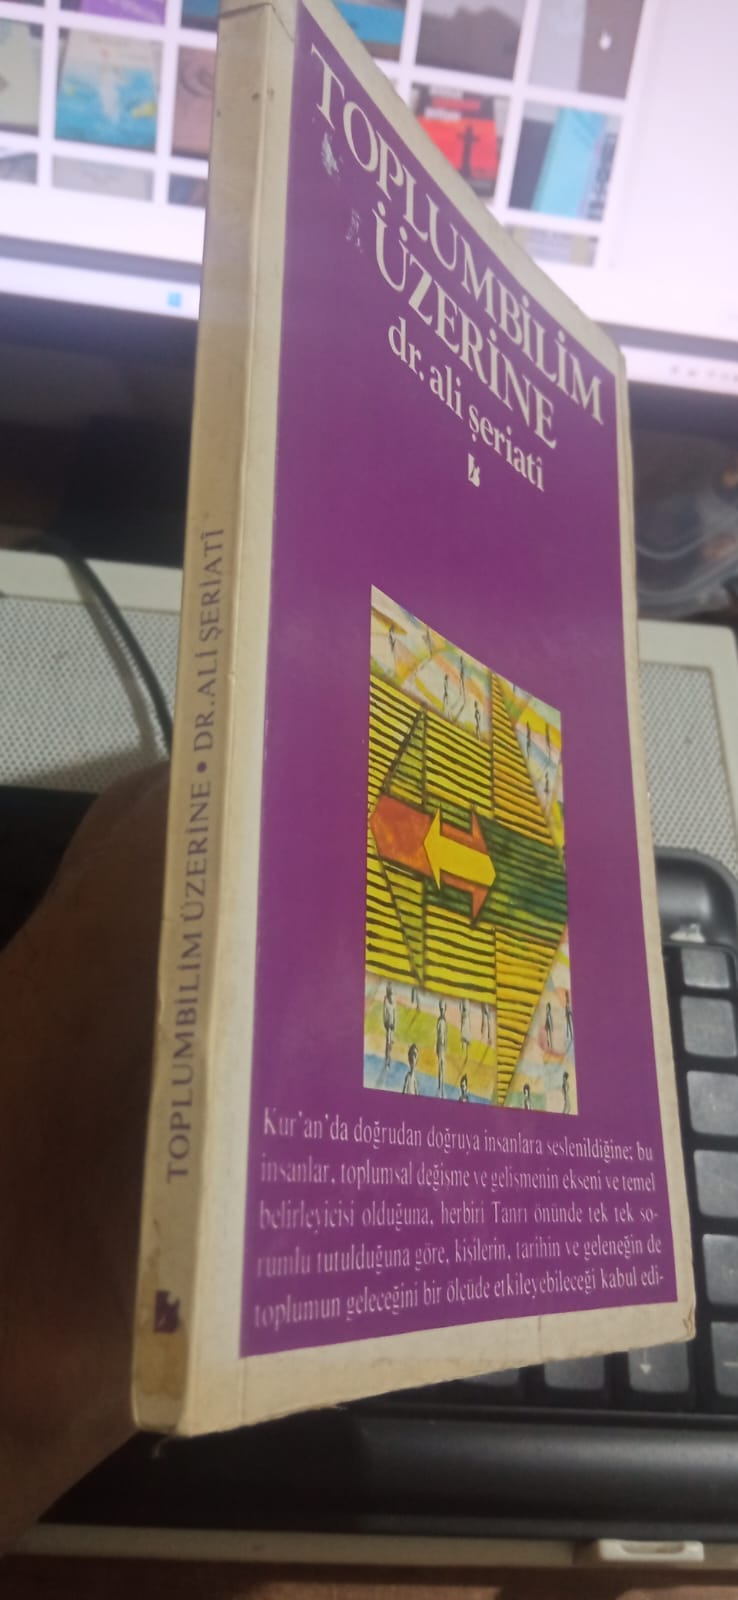 TOPLUMBİLİM
ÜZERİNE
dr. ali şeriatî
Kur'an'da doğrudan doğruya insanlara seslenildiğine; bu
insanlar, toplumsal değişme ve gelişmenin ekseni ve temel
belirleyicisi olduğuna, herbiri Tanrı önünde tek tek so-
rumlu tutulduğuna göre, kişilerin, tarihin ve geleneğin de
toplumun geleceğini bir ölçüde etkileyebileceği kabul edi-
TOPLUMBİLİM ÜZERİNE • DR. ALİ ŞERİATÎ